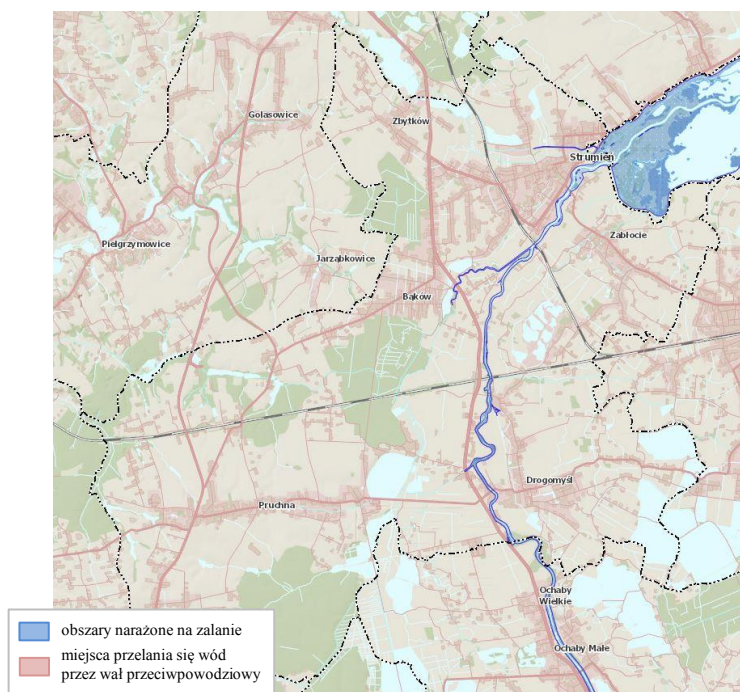 Golasowice
Zbytków
Strumień
Pielgrzymowice
Zabłocie
Jarząbkowice
Bąków
Drogomyśl
Pruchna
Ochaby
Wielkie
Ochaby Małe
obszary narażone na zalanie
miejsca przelania się wód
przez wał przeciwpowodziowy